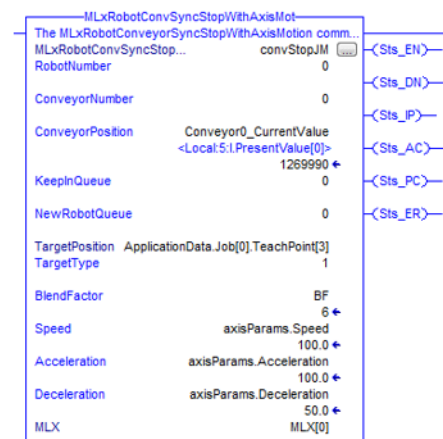 MLxRobotConvSyncStopWithAxisMot
The MLxRobotConveyorSyncStopWithAxisMotion comm...
MLxRobotConvSyncStop... convStopJM ... (Sts_EN)
RobotNumber 0
(Sts_DN)
ConveyorNumber 0
(Sts_IP)
ConveyorPosition Conveyor0_CurrentValue (Sts_AC)
<Local:5:I.PresentValue[0]>
1269990
KeepInQueue 0 (Sts_PC)
NewRobotQueue 0 (Sts_ER)
TargetPosition ApplicationData.Job[0].TeachPoint[3]
TargetType 1
BlendFactor BF
6
Speed axisParams.Speed
100.0
Acceleration axisParams.Acceleration
100.0
Deceleration axisParams.Deceleration
50.0
MLX MLX[0]